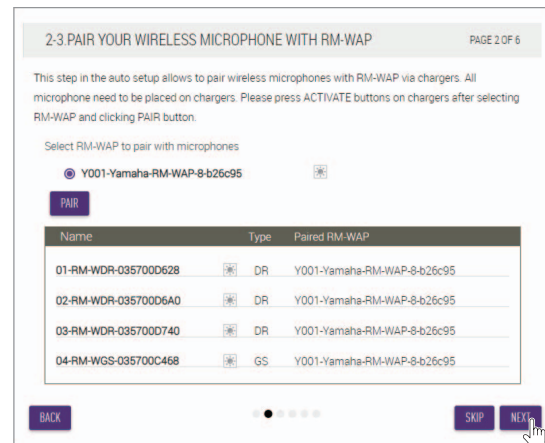 2-3.PAIR YOUR WIRELESS MICROPHONE WITH RM-WAP PAGE 2 OF 6
This step in the auto setup allows to pair wireless microphones with RM-WAP via chargers. All
microphone need to be placed on chargers. Please press ACTIVATE buttons on chargers after selecting
RM-WAP and clicking PAIR button.
Select RM-WAP to pair with microphones
Y001-Yamaha-RM-WAP-8-b26c95
PAIR
Name Type Paired RM-WAP
01-RM-WDR-035700D628 DR Y001-Yamaha-RM-WAP-8-b26c95
02-RM-WDR-035700D6A0 DR Y001-Yamaha-RM-WAP-8-b26c95
03-RM-WDR-035700D740 DR Y001-Yamaha-RM-WAP-8-b26c95
04-RM-WGS-035700C468 GS Y001-Yamaha-RM-WAP-8-b26c95
BACK SKIP NEXT